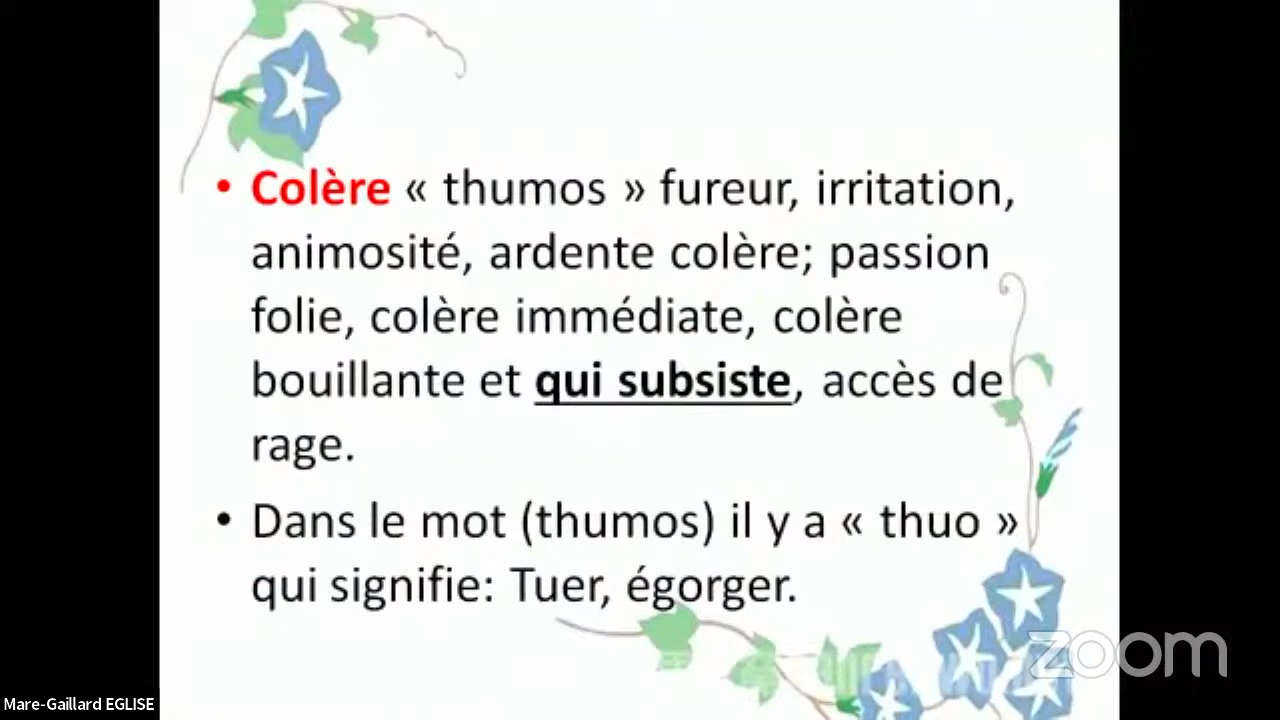 • Colère « thumos » fureur, irritation,
animosité, ardente colère; passion
folie, colère immédiate, colère
bouillante et qui subsiste, accès de
rage.
• Dans le mot (thumos) il y a « thuo »
qui signifie: Tuer, égorger.
zoom
Mare-Gaillard EGLISE